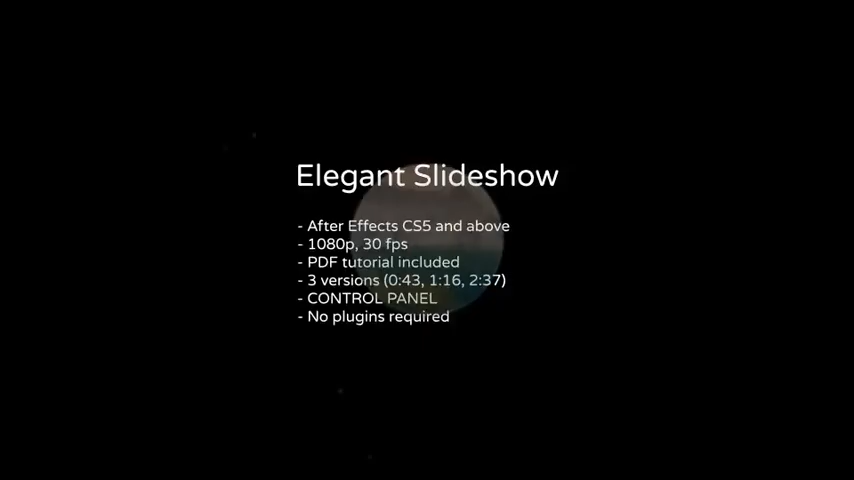 Elegant Slideshow
- After Effects CS5 and above
- 1080p, 30 fps
- PDF tutorial included
- 3 versions (0:43, 1:16, 2:37)
- CONTROL PANEL
- No plugins required